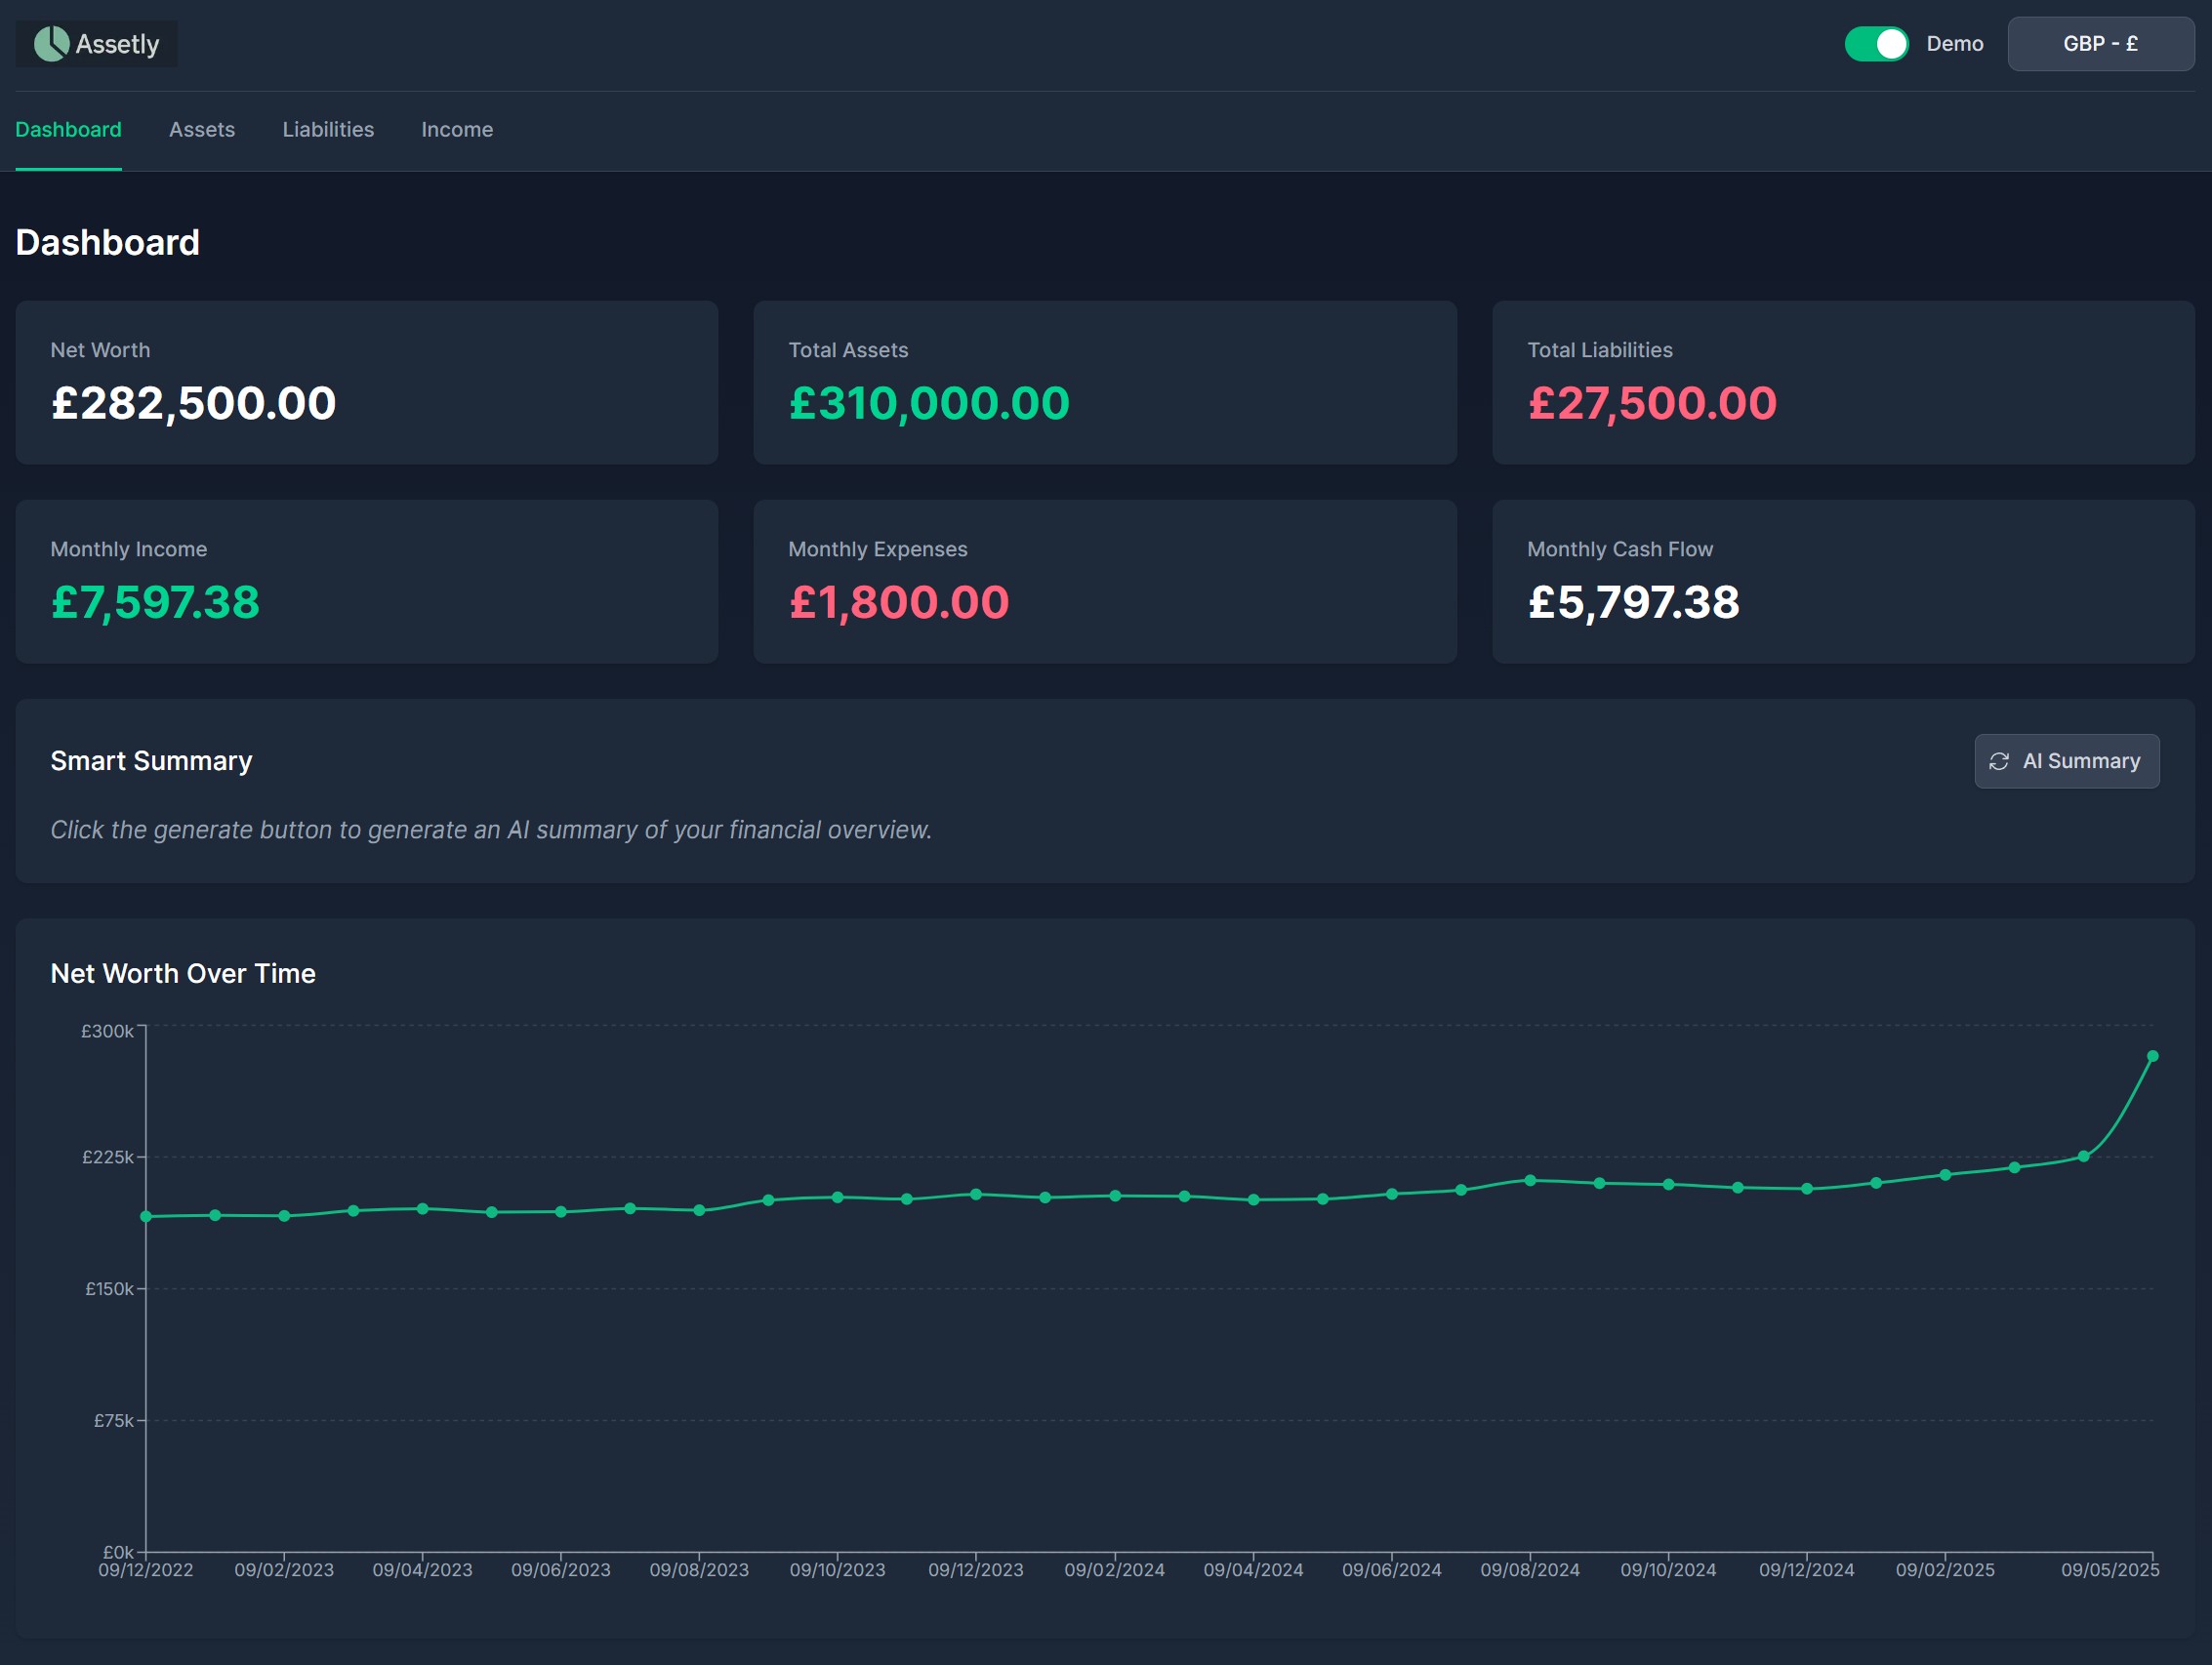 Assetly
Demo
GBP - £
Dashboard Assets Liabilities Income
Dashboard
Net Worth
£282,500.00
Total Assets
£310,000.00
Total Liabilities
£27,500.00
Monthly Income
£7,597.38
Monthly Expenses
£1,800.00
Monthly Cash Flow
£5,797.38
Smart Summary
AI Summary
Click the generate button to generate an AI summary of your financial overview.
Net Worth Over Time
£300k
£225k
£150k
£75k
£0k
09/12/2022 09/02/2023 09/04/2023 09/06/2023 09/08/2023 09/10/2023 09/12/2023 09/02/2024 09/04/2024 09/06/2024 09/08/2024 09/10/2024 09/12/2024 09/02/2025 09/05/2025